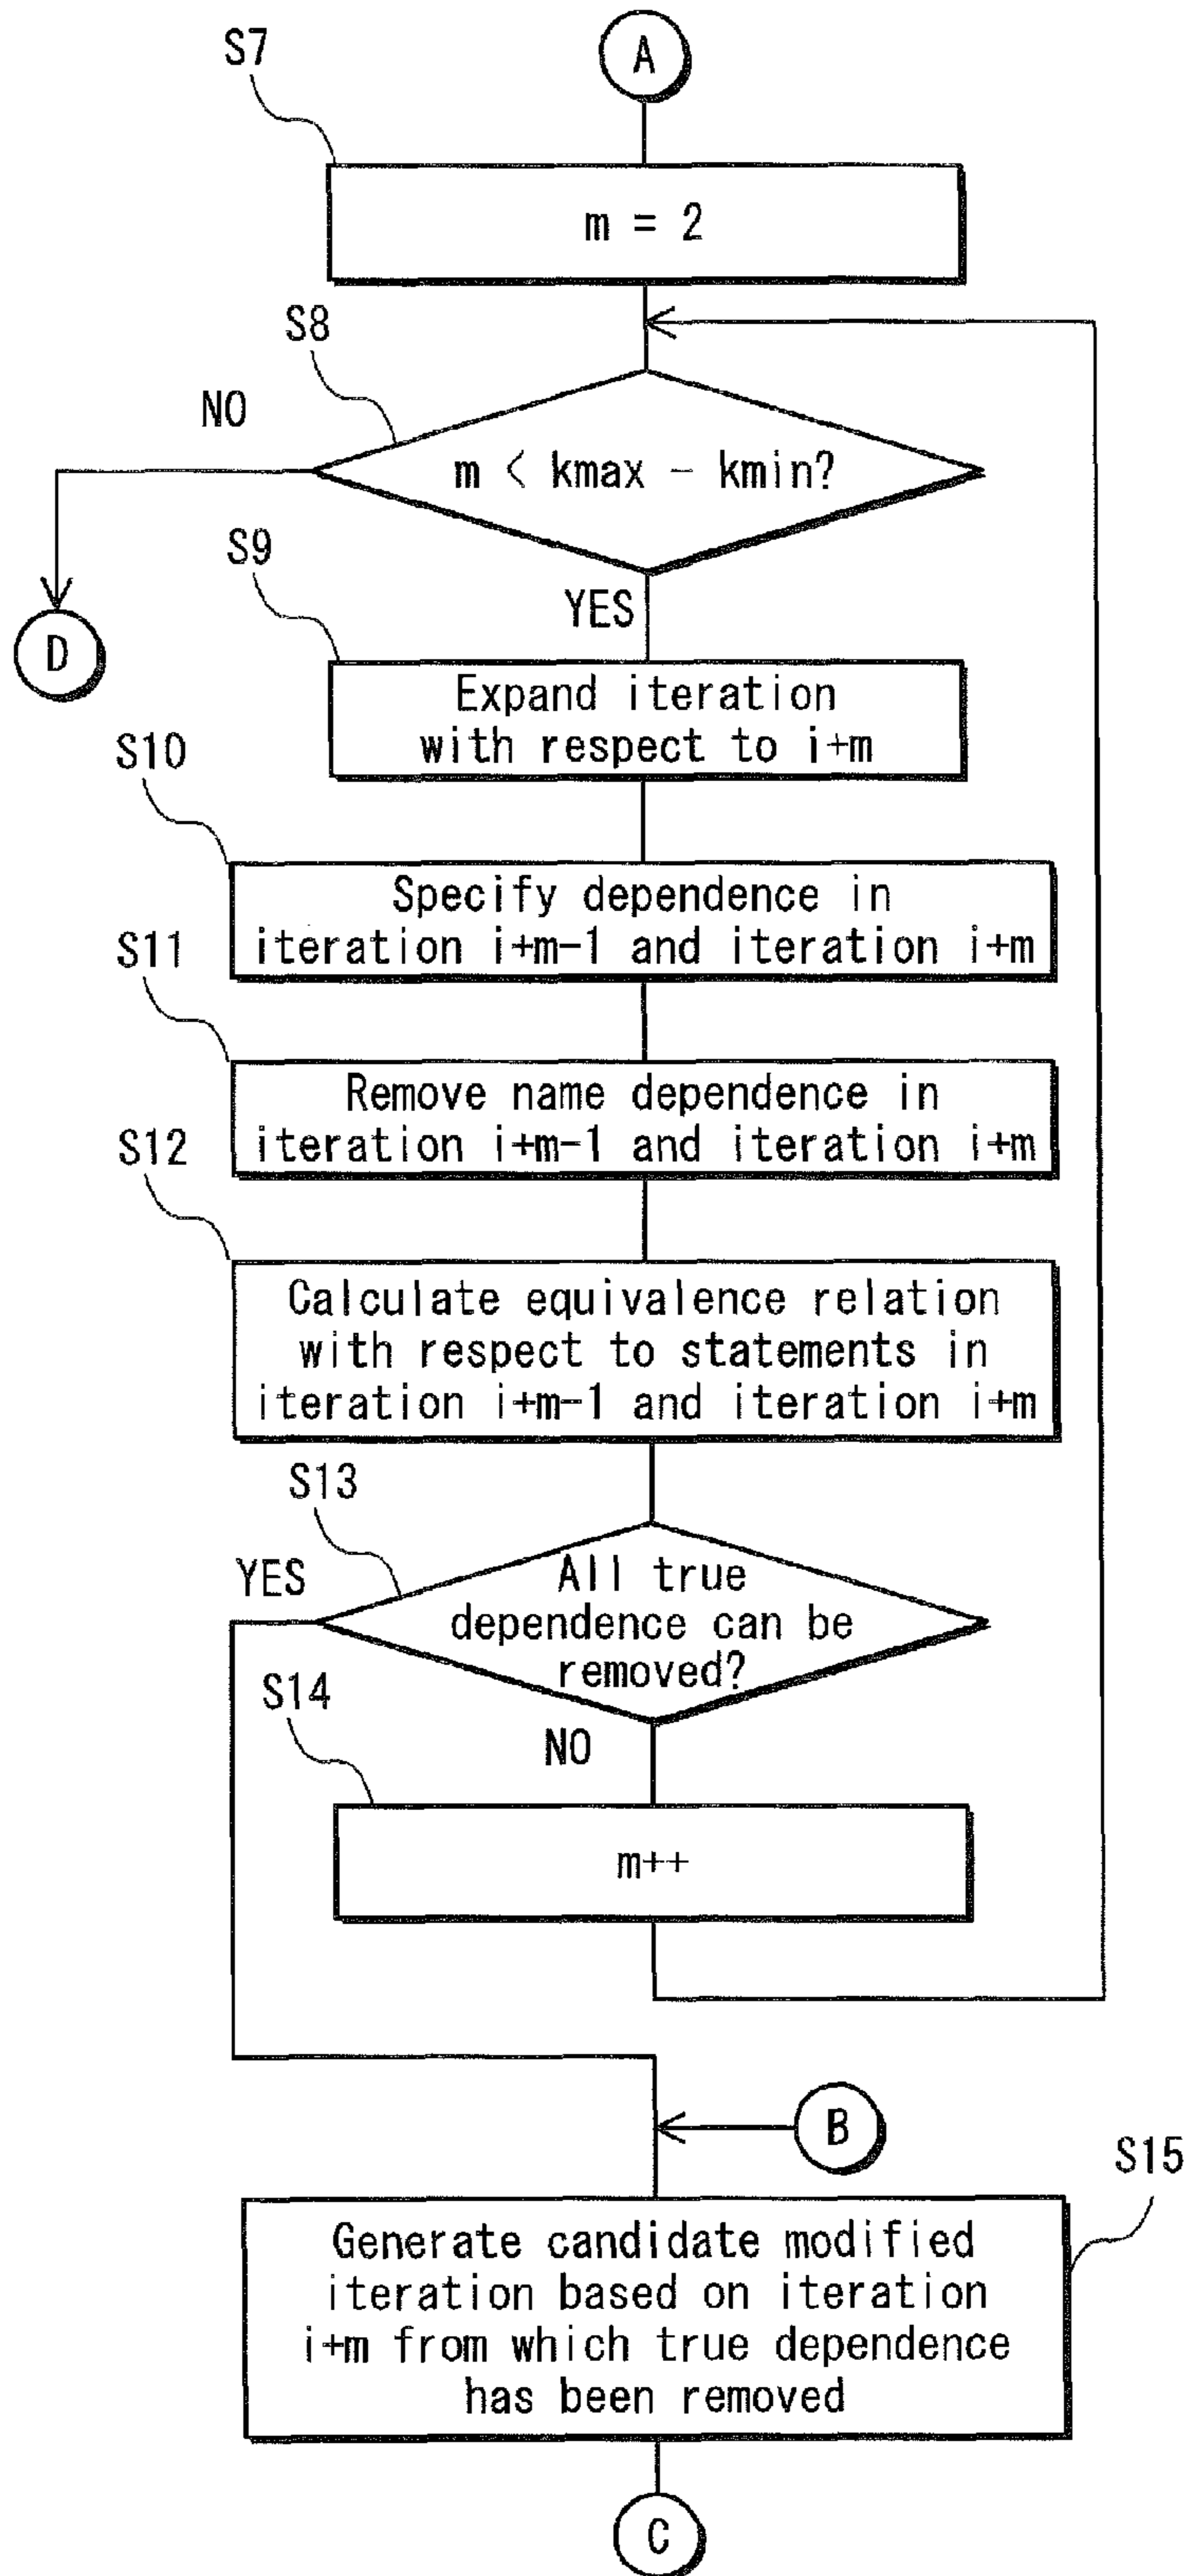 A
S7
m = 2
S8
NO
m < kmax - kmin?
S9
YES
D
Expand iteration
with respect to i+m
S10
Specify dependence in
iteration i+m-1 and iteration i+m
S11
Remove name dependence in
iteration i+m-1 and iteration i+m
S12
Calculate equivalence relation
with respect to statements in
iteration i+m-1 and iteration i+m
S13
YES
All true
dependence can be
removed?
S14
NO
m++
B
S15
Generate candidate modified
iteration based on iteration
i+m from which true dependence
has been removed
C